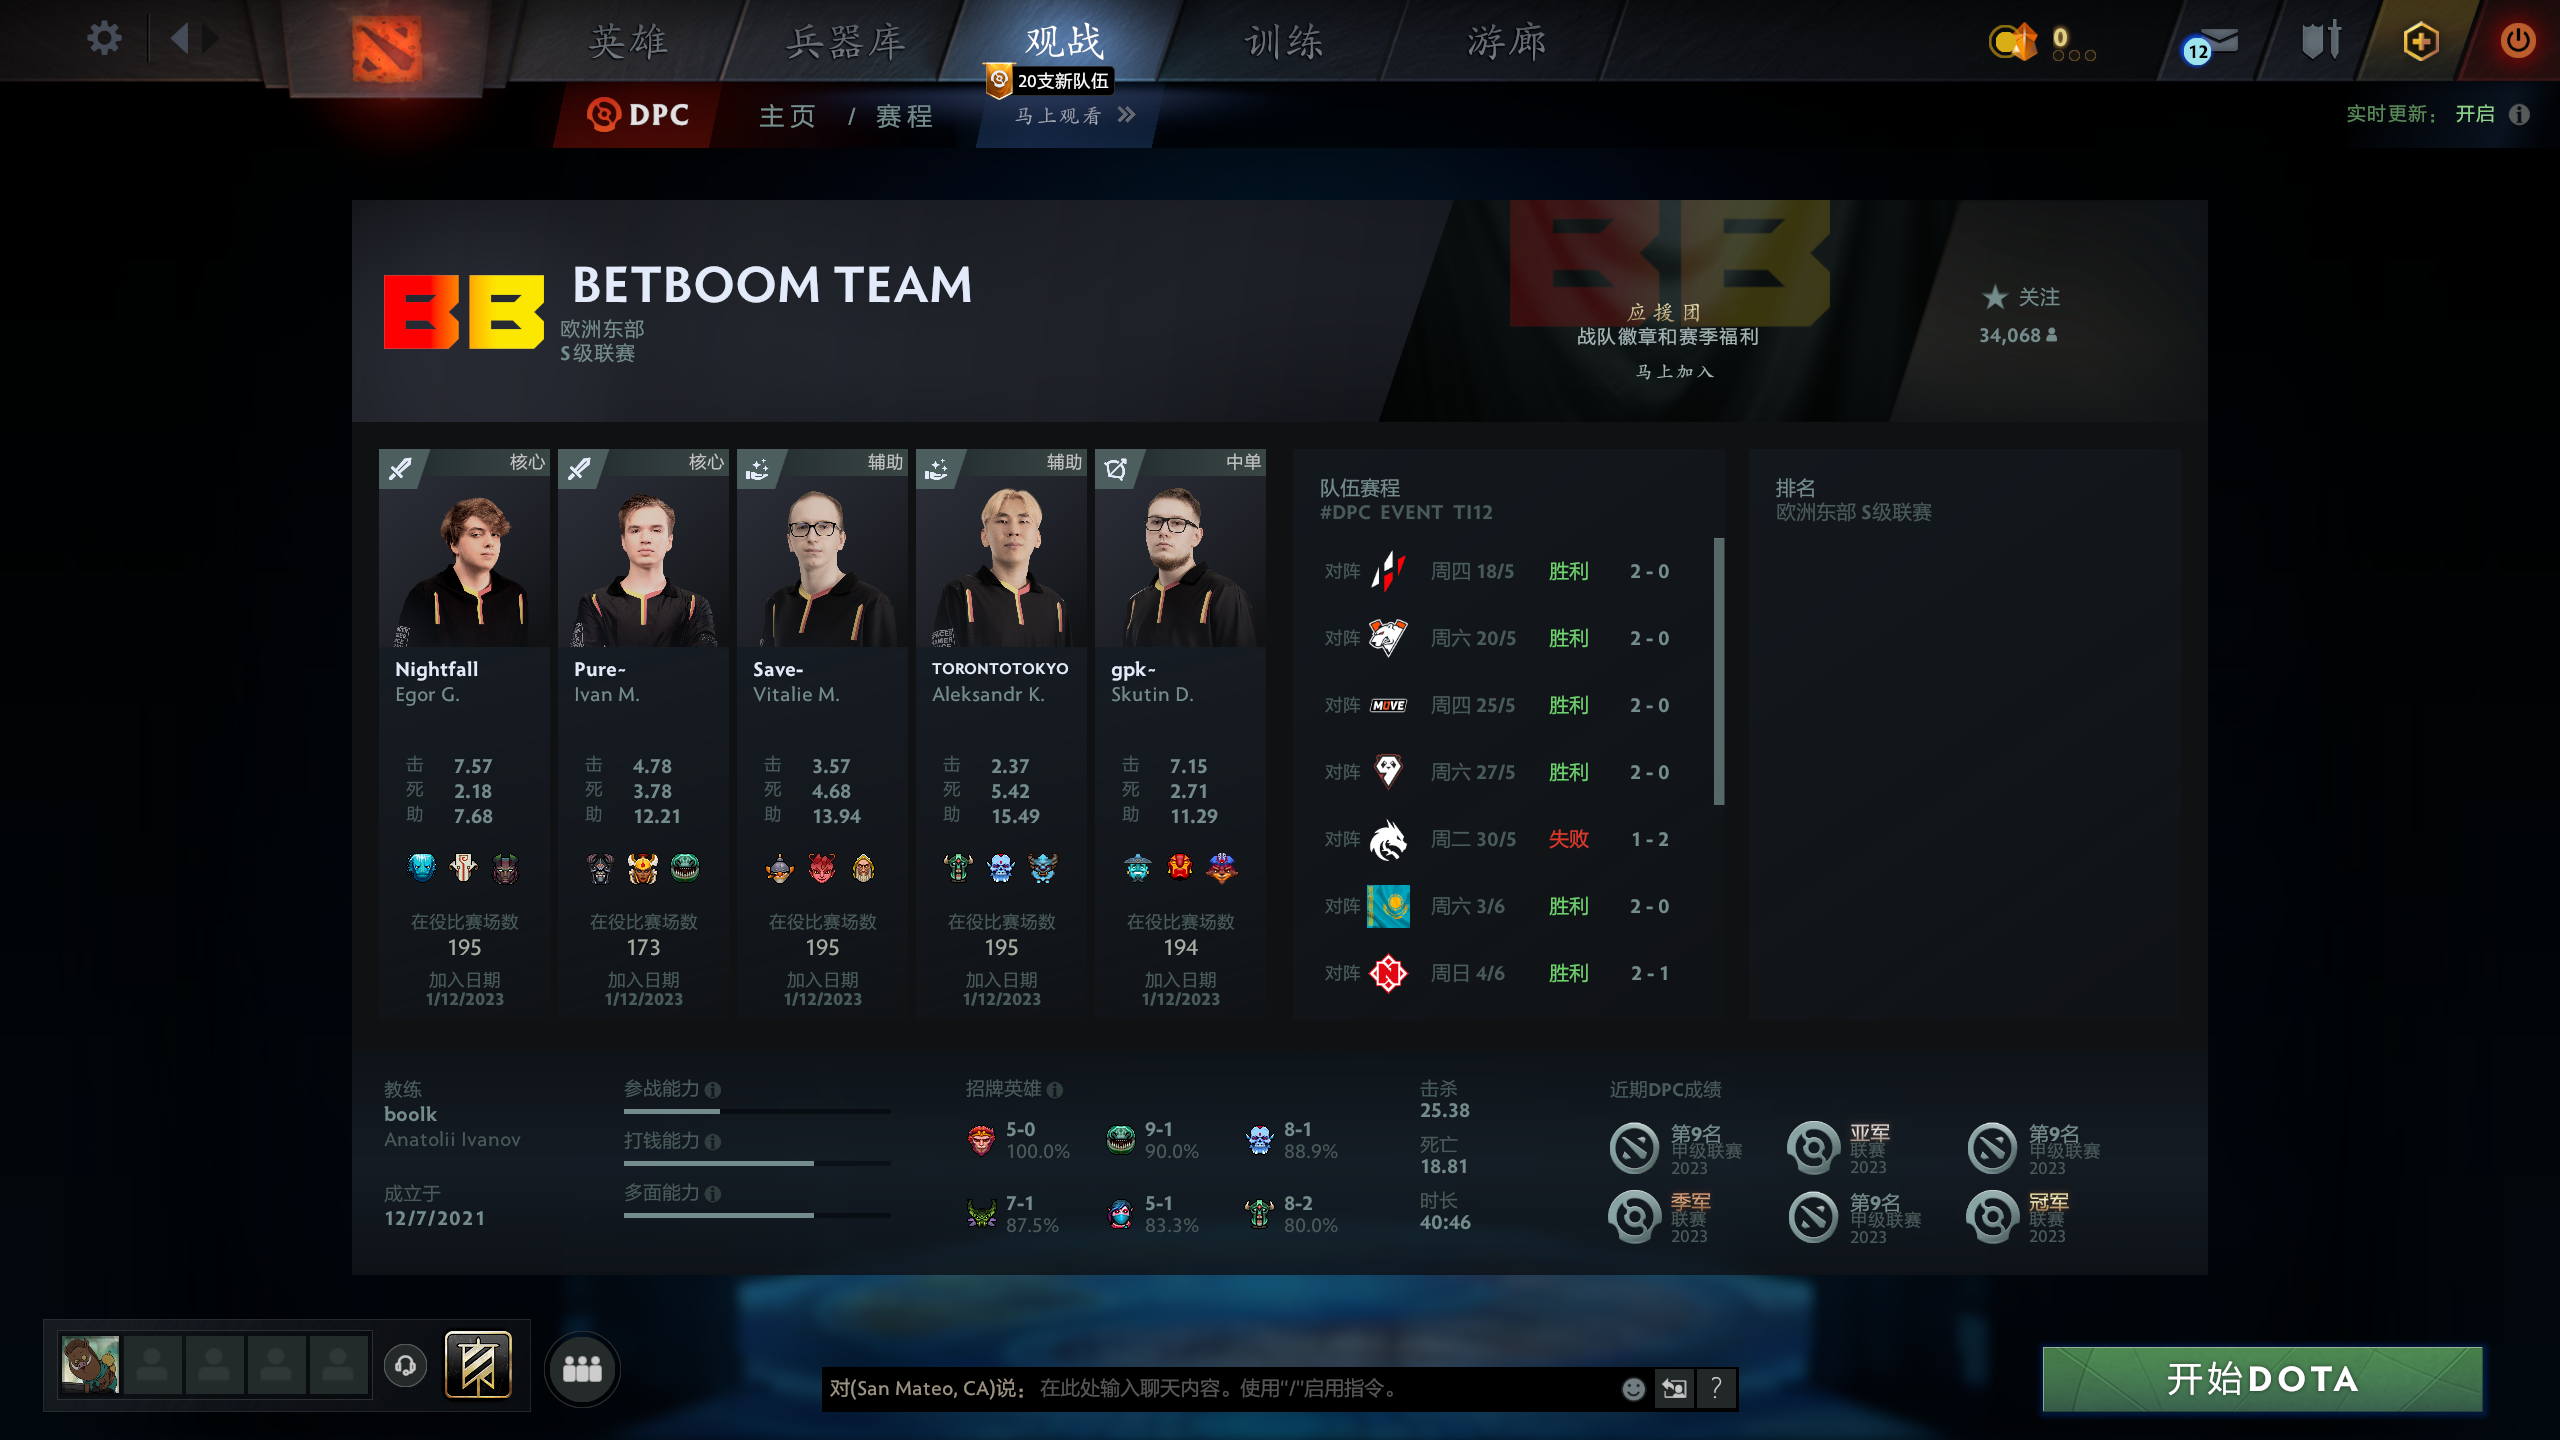 英雄
兵器库
观战
训练
游廊
0
12
20支新队伍
DPC
主页 / 赛程
马上观看
实时更新： 开启
BB
BETBOOM TEAM
欧洲东部
S级联赛
应援团
战队徽章和赛季福利
马上加入
关注
34,068
核心
Nightfall
Egor G.
击 7.57
死 2.18
助 7.68
在役比赛场数
195
加入日期
1/12/2023
核心
Pure~
Ivan M.
击 4.78
死 3.78
助 12.21
在役比赛场数
173
加入日期
1/12/2023
辅助
Save-
Vitalie M.
击 3.57
死 4.68
助 13.94
在役比赛场数
195
加入日期
1/12/2023
辅助
TORONTOTOKYO
Aleksandr K.
击 2.37
死 5.42
助 15.49
在役比赛场数
195
加入日期
1/12/2023
中单
gpk~
Skutin D.
击 7.15
死 2.71
助 11.29
在役比赛场数
194
加入日期
1/12/2023
队伍赛程
#DPC EVENT TI12
对阵 周四 18/5 胜利 2 - 0
对阵 周六 20/5 胜利 2 - 0
对阵 MOVE 周四 25/5 胜利 2 - 0
对阵 周六 27/5 胜利 2 - 0
对阵 周二 30/5 失败 1 - 2
对阵 周六 3/6 胜利 2 - 0
对阵 周日 4/6 胜利 2 - 1
排名
欧洲东部 S级联赛
教练
boolk
Anatolii Ivanov
成立于
12/7/2021
参战能力
打钱能力
多面能力
招牌英雄
5-0
100.0%
9-1
90.0%
8-1
88.9%
7-1
87.5%
5-1
83.3%
8-2
80.0%
击杀
25.38
死亡
18.81
时长
40:46
近期DPC成绩
第9名
甲级联赛
2023
亚军
联赛
2023
第9名
甲级联赛
2023
季军
联赛
2023
第9名
甲级联赛
2023
冠军
联赛
2023
对(San Mateo, CA)说： 在此处输入聊天内容。使用“/”启用指令。
?
开始DOTA